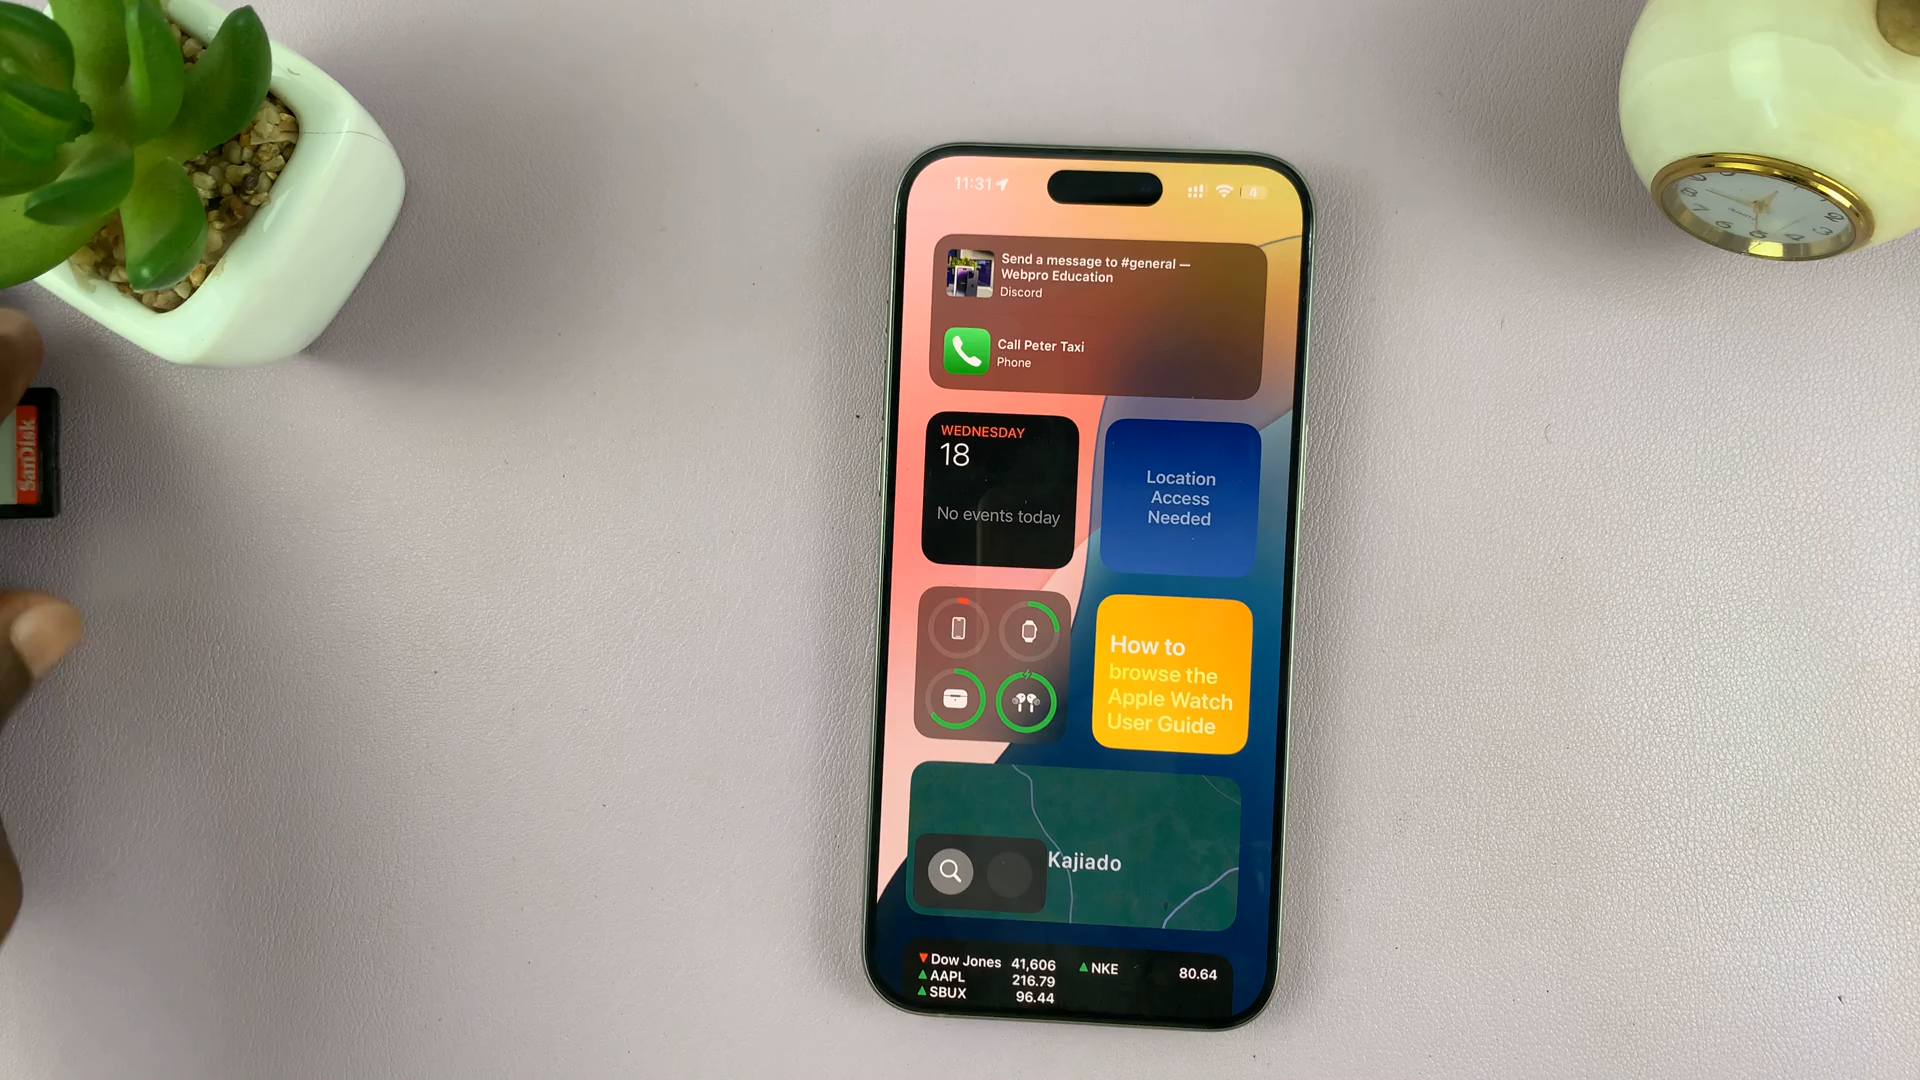 11:31
4
Send a message to #general —
Webpro Education
Discord
Call Peter Taxi
Phone
WEDNESDAY
18
No events today
Location
Access
Needed
How to
browse the
Apple Watch
User Guide
Kajiado
Dow Jones 41,606
AAPL 216.79
SBUX 96.44
NKE 80.64
SanDisk